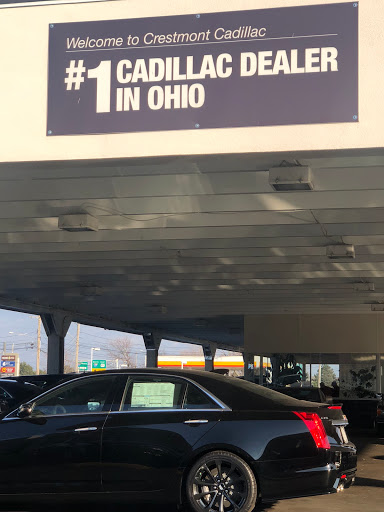 Welcome to Crestmont Cadillac
#1 CADILLAC DEALER
IN OHIO